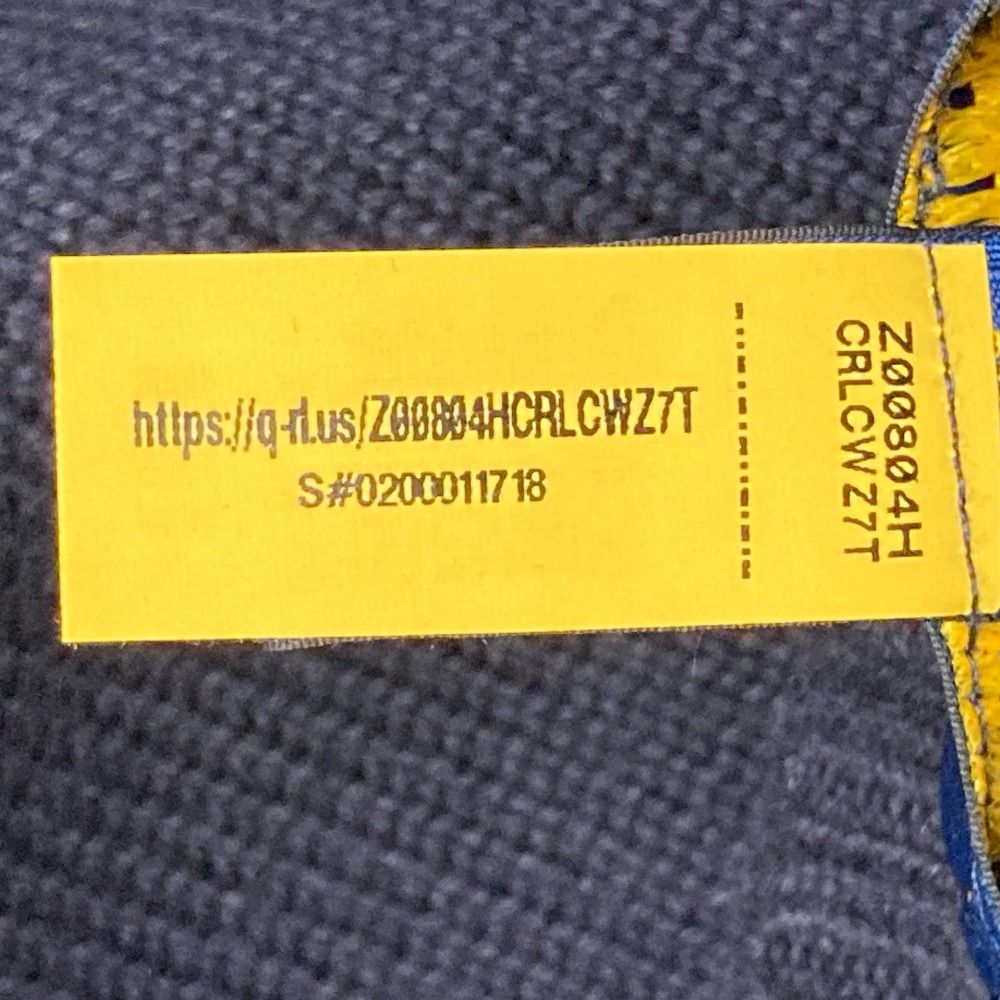 https://q-rl.us/Z00804HCRLCWZ7T
S#0200011718
Z00804H
CRLCWZ7T